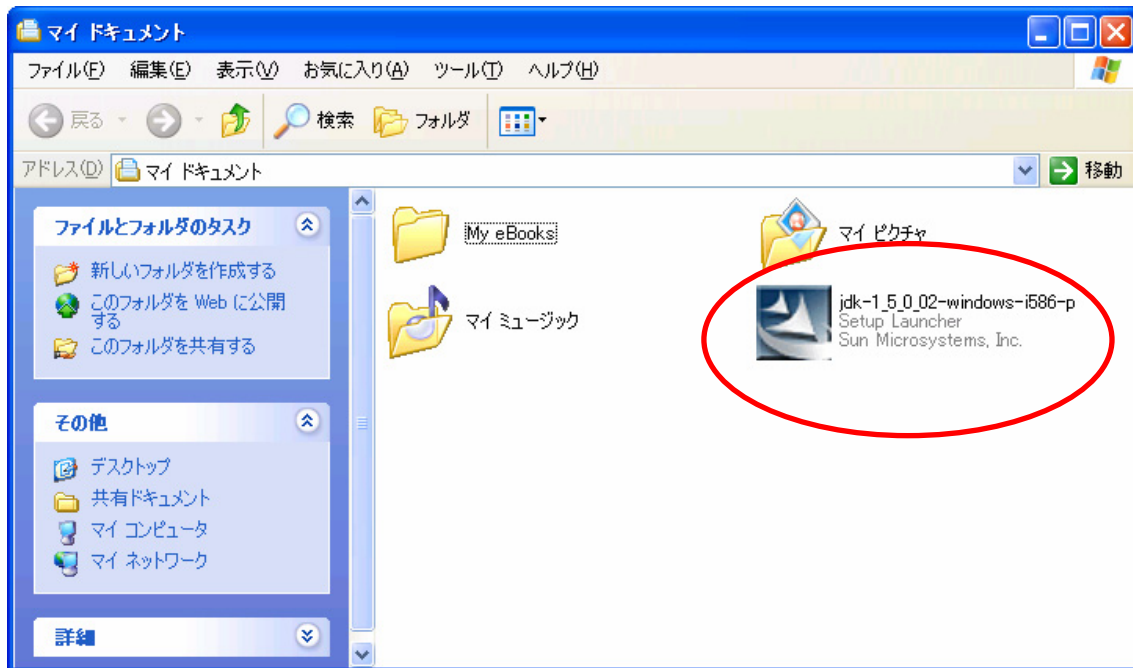 マイ ドキュメント
ファイル(F) 編集(E) 表示(V) お気に入り(A) ツール(T) ヘルプ(H)
戻る 検索 フォルダ
アドレス(D) マイ ドキュメント 移動
ファイルとフォルダのタスク
新しいフォルダを作成する
このフォルダを Web に公開
する
このフォルダを共有する
その他
デスクトップ
共有ドキュメント
マイ コンピュータ
マイ ネットワーク
詳細
My eBooks
マイ ピクチャ
マイ ミュージック
jdk-1_5_0_02-windows-i586-p
Setup Launcher
Sun Microsystems, Inc.